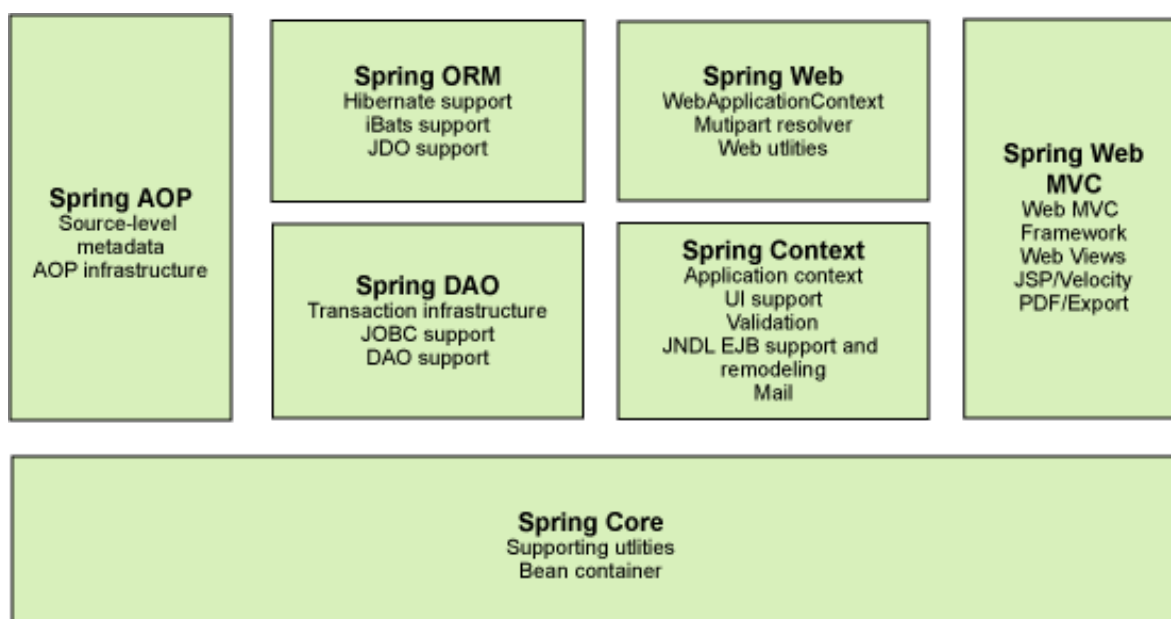 Spring AOP
Source-level
metadata
AOP infrastructure
Spring ORM
Hibernate support
iBats support
JDO support
Spring DAO
Transaction infrastructure
JOBC support
DAO support
Spring Web
WebApplicationContext
Mutipart resolver
Web utlities
Spring Context
Application context
UI support
Validation
JNDL EJB support and
remodeling
Mail
Spring Web
MVC
Web MVC
Framework
Web Views
JSP/Velocity
PDF/Export
Spring Core
Supporting utlities
Bean container